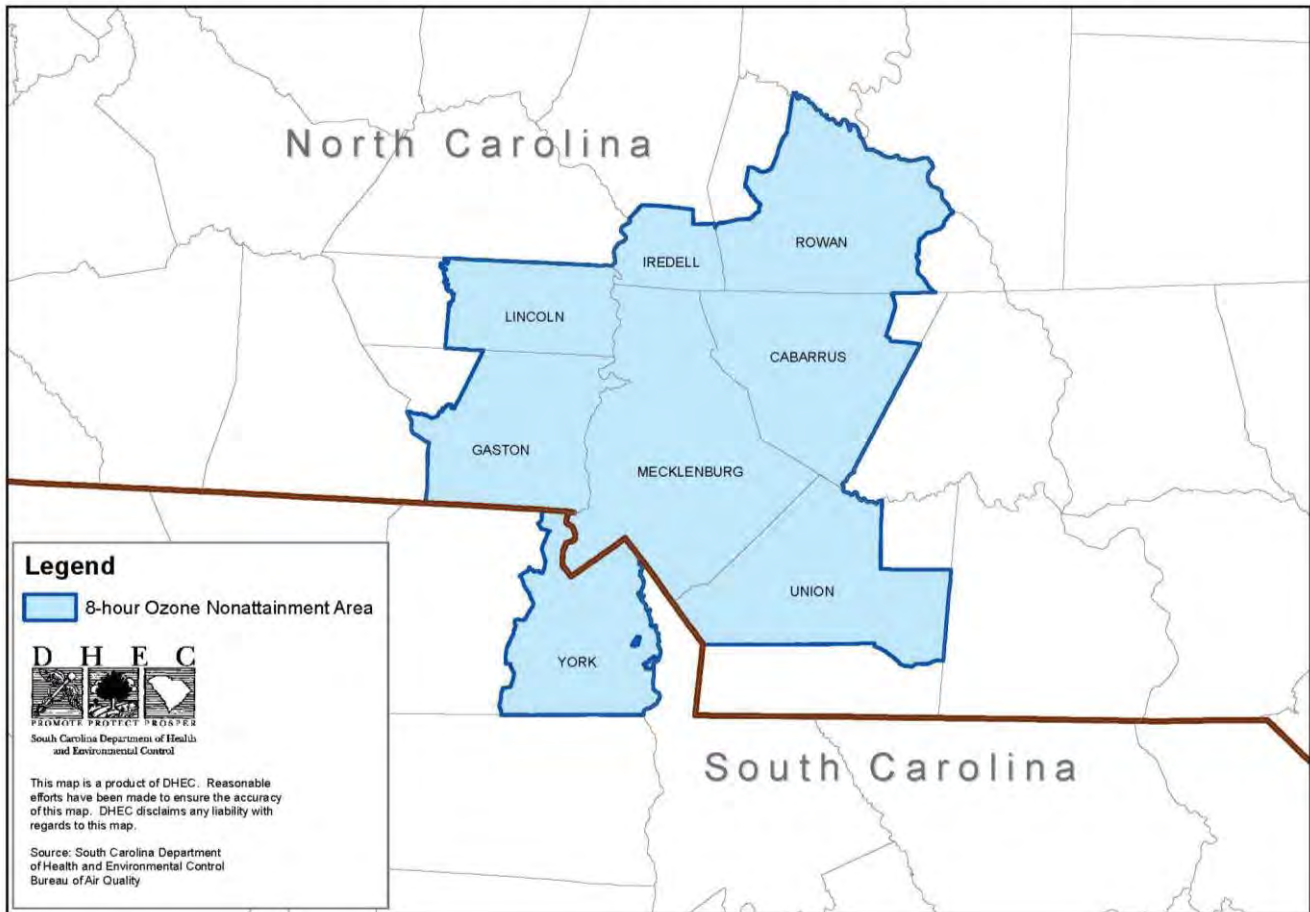 North Carolina
ROWAN
IREDELL
LINCOLN
CABARRUS
GASTON
MECKLENBURG
UNION
YORK
South Carolina
Legend
8-hour Ozone Nonattainment Area
D H E C
PROMOTE PROTECT PROSPER
South Carolina Department of Health
and Environmental Control
This map is a product of DHEC. Reasonable
efforts have been made to ensure the accuracy
of this map. DHEC disclaims any liability with
regards to this map.
Source: South Carolina Department
of Health and Environmental Control
Bureau of Air Quality